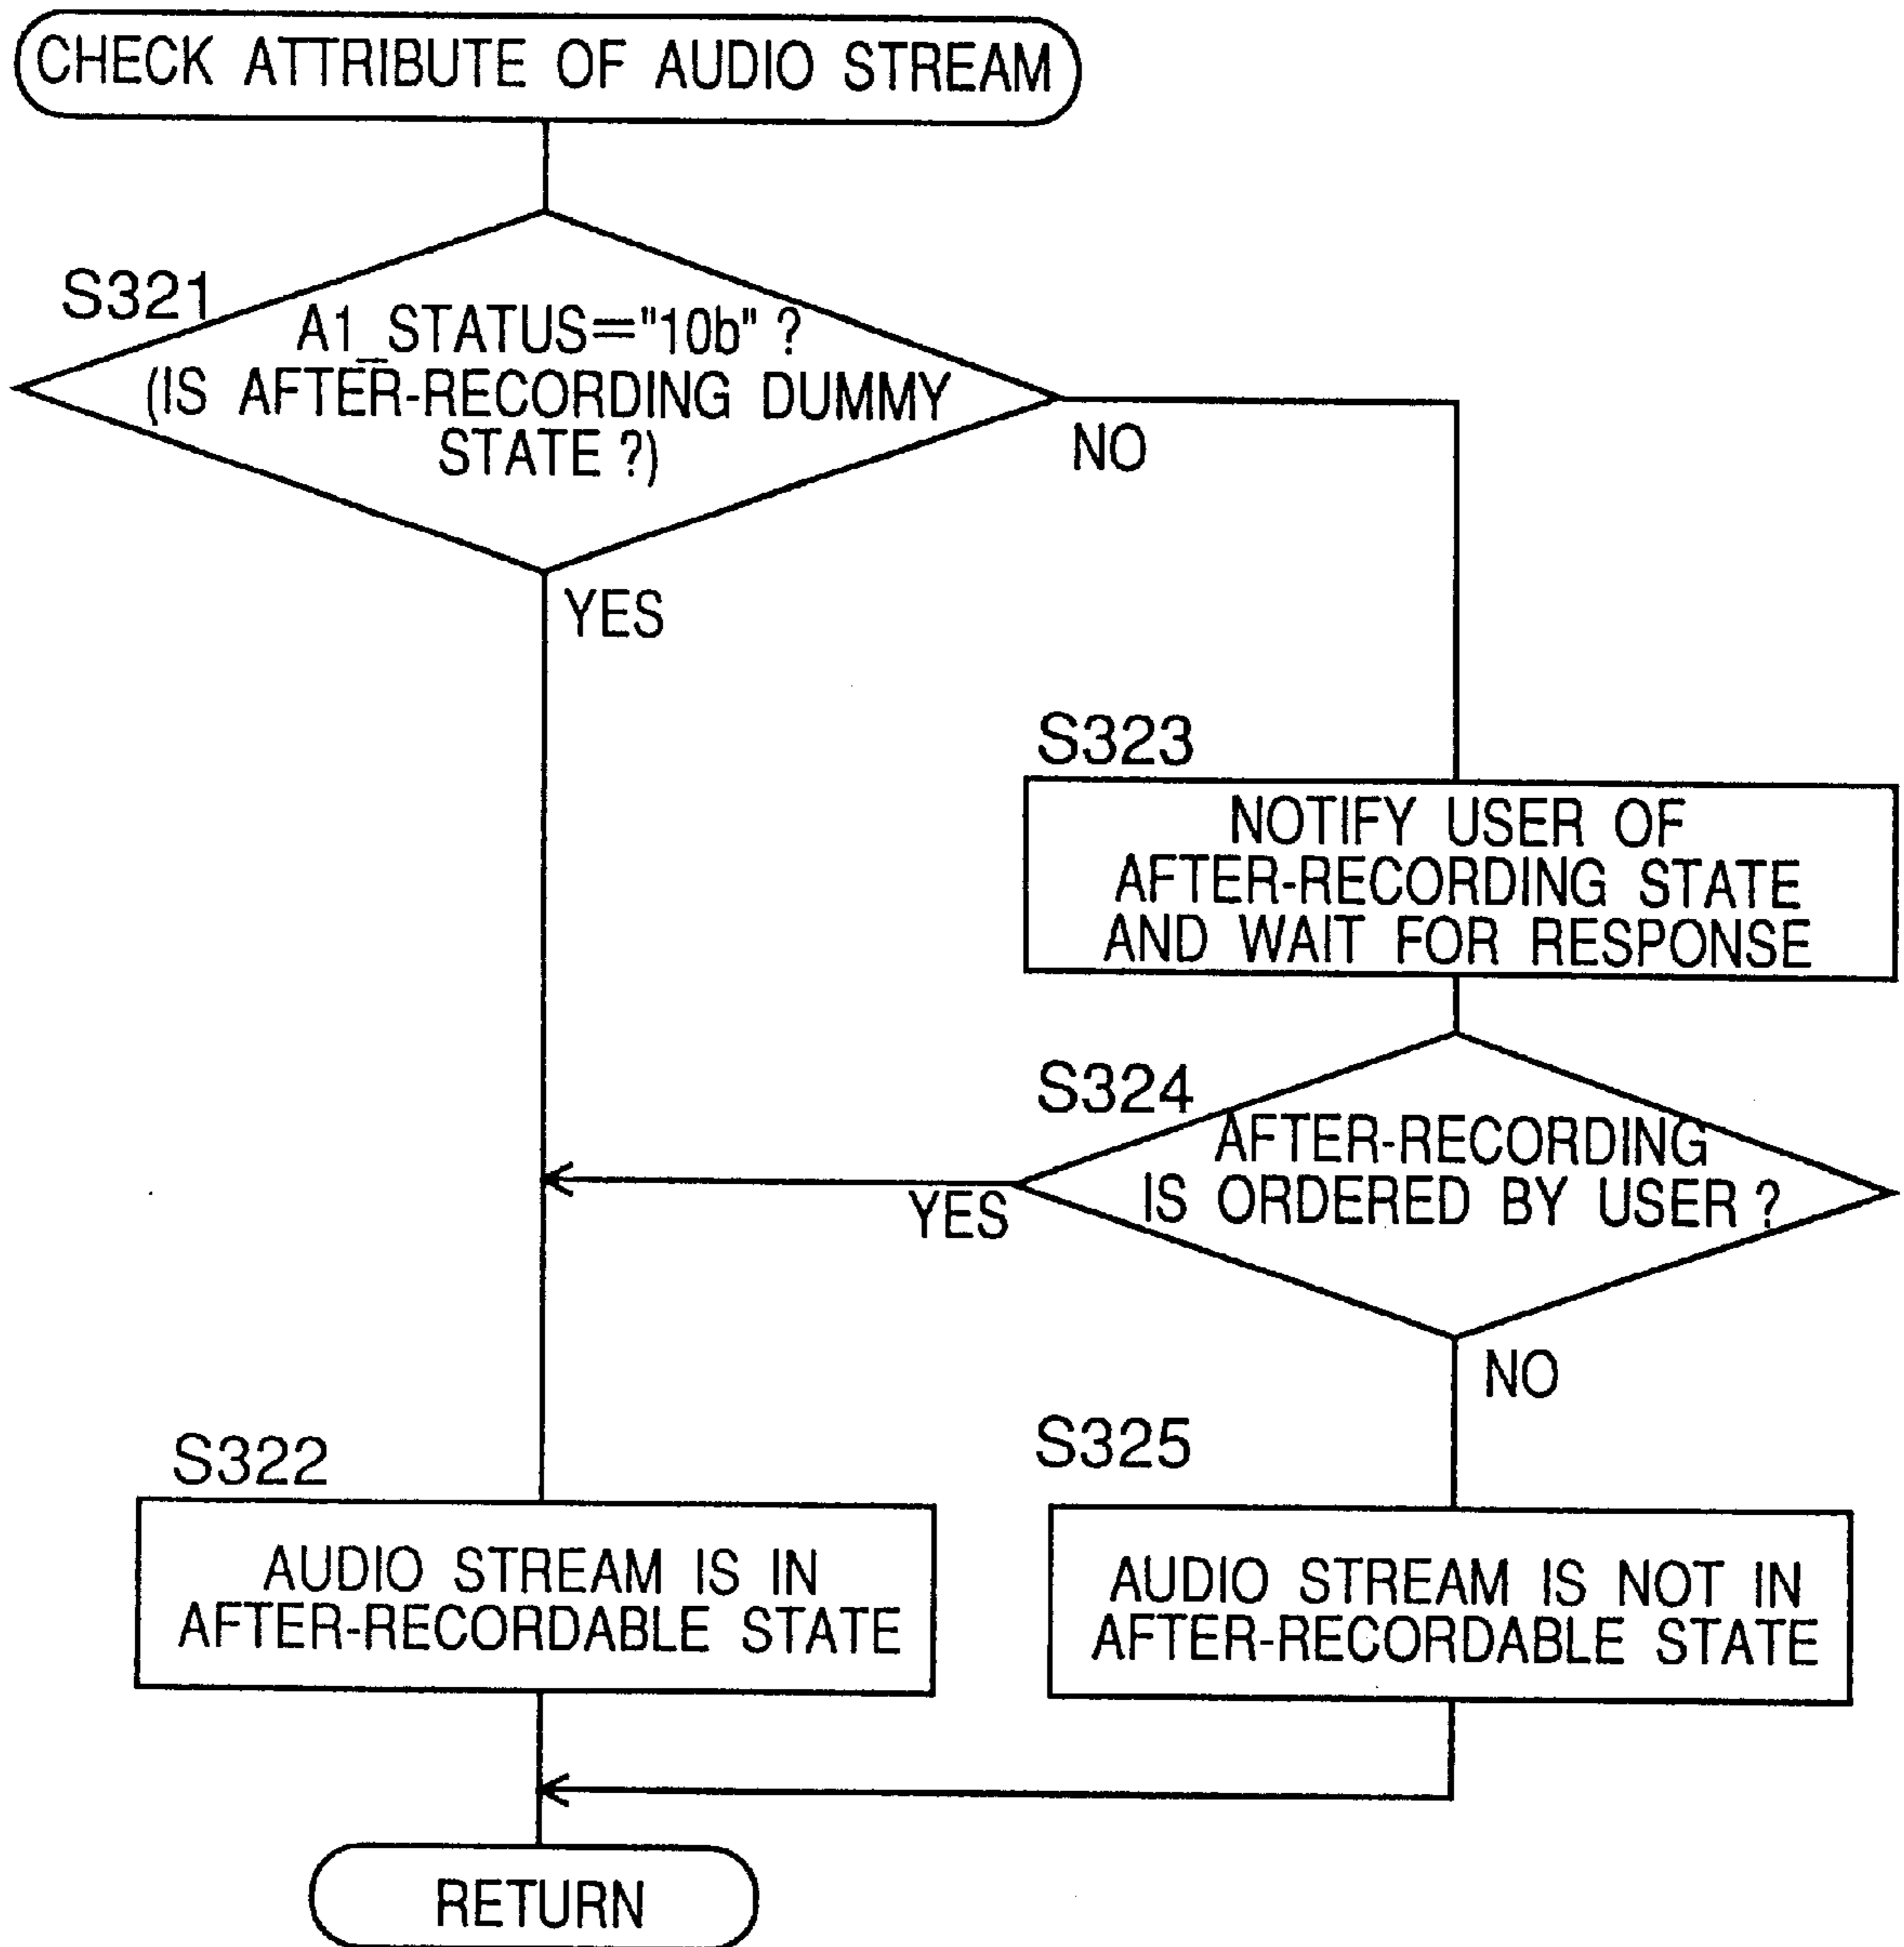 CHECK ATTRIBUTE OF AUDIO STREAM
S321
A1_STATUS="10b" ?
(IS AFTER-RECORDING DUMMY
STATE ?)
NO
YES
S323
NOTIFY USER OF
AFTER-RECORDING STATE
AND WAIT FOR RESPONSE
S324
AFTER-RECORDING
IS ORDERED BY USER ?
YES
NO
S322
AUDIO STREAM IS IN
AFTER-RECORDABLE STATE
S325
AUDIO STREAM IS NOT IN
AFTER-RECORDABLE STATE
RETURN